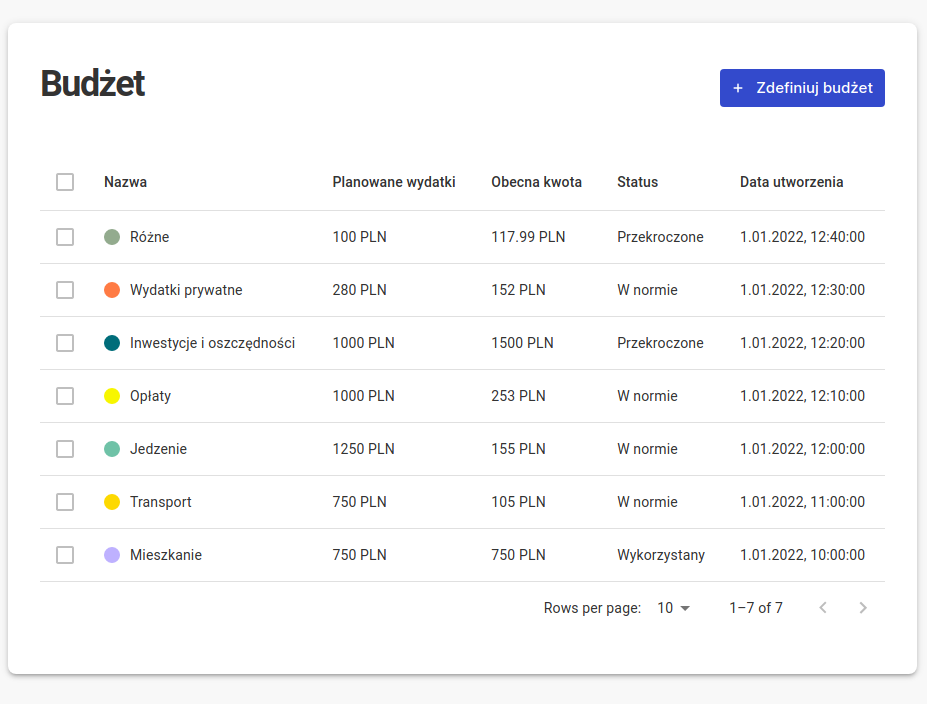 Budżet
+ Zdefiniuj budżet
Nazwa Planowane wydatki Obecna kwota Status Data utworzenia
Różne 100 PLN 117.99 PLN Przekroczone 1.01.2022, 12:40:00
Wydatki prywatne 280 PLN 152 PLN W normie 1.01.2022, 12:30:00
Inwestycje i oszczędności 1000 PLN 1500 PLN Przekroczone 1.01.2022, 12:20:00
Opłaty 1000 PLN 253 PLN W normie 1.01.2022, 12:10:00
Jedzenie 1250 PLN 155 PLN W normie 1.01.2022, 12:00:00
Transport 750 PLN 105 PLN W normie 1.01.2022, 11:00:00
Mieszkanie 750 PLN 750 PLN Wykorzystany 1.01.2022, 10:00:00
Rows per page: 10 1–7 of 7